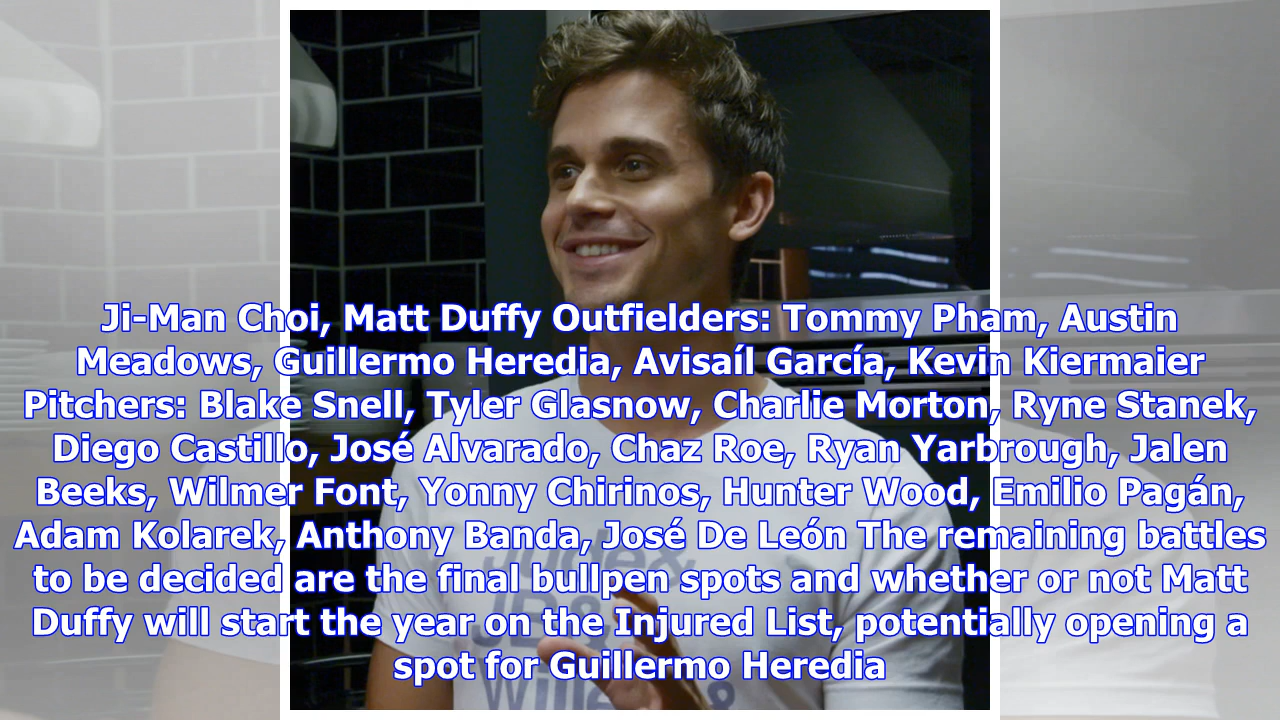 Ji-Man Choi, Matt Duffy Outfielders: Tommy Pham, Austin
Meadows, Guillermo Heredia, Avisaíl García, Kevin Kiermaier
Pitchers: Blake Snell, Tyler Glasnow, Charlie Morton, Ryne Stanek,
Diego Castillo, José Alvarado, Chaz Roe, Ryan Yarbrough, Jalen
Beeks, Wilmer Font, Yonny Chirinos, Hunter Wood, Emilio Pagán,
Adam Kolarek, Anthony Banda, José De León The remaining battles
to be decided are the final bullpen spots and whether or not Matt
Duffy will start the year on the Injured List, potentially opening a
spot for Guillermo Heredia